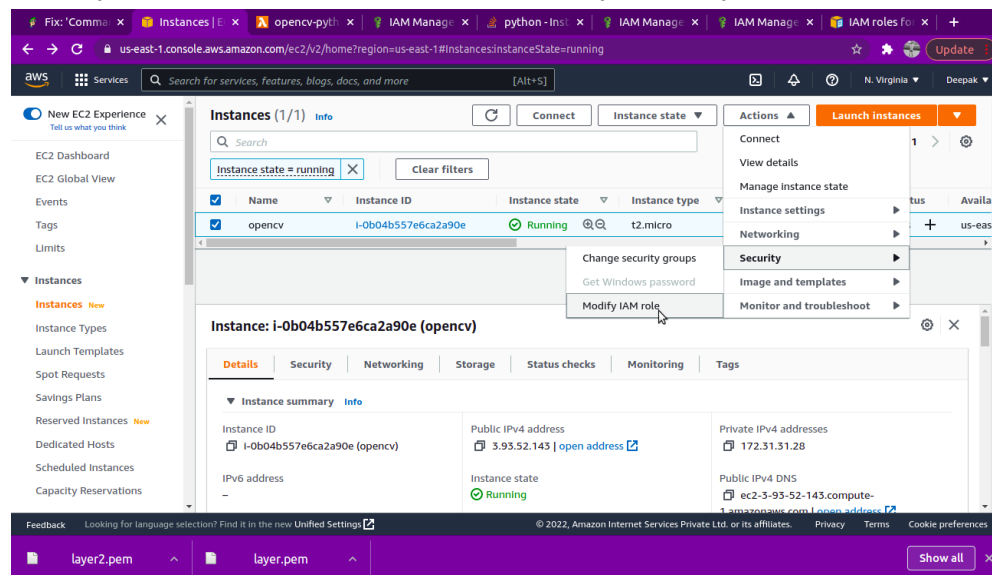 Fix: 'Comma
Instances | E
opencv-pyth
IAM Manage
python - Inst
IAM Manage
IAM Manage
IAM roles fo
us-east-1.console.aws.amazon.com/ec2/v2/home?region=us-east-1#Instances:instanceState=running
Update
aws
Services
Search for services, features, blogs, docs, and more
[Alt+S]
N. Virginia
Deepak
New EC2 Experience
Tell us what you think
EC2 Dashboard
EC2 Global View
Events
Tags
Limits
Instances
Instances New
Instance Types
Launch Templates
Spot Requests
Savings Plans
Reserved Instances New
Dedicated Hosts
Scheduled Instances
Capacity Reservations
Instances (1/1) Info
Connect
Instance state
Actions
Launch instances
Search
1
Instance state = running
Clear filters
Name
Instance ID
Instance state
Instance type
tus
Availa
opencv
i-0b04b557e6ca2a90e
Running
t2.micro
us-eas
Connect
View details
Manage instance state
Instance settings
Networking
Security
Image and templates
Monitor and troubleshoot
Change security groups
Get Windows password
Modify IAM role
Instance: i-0b04b557e6ca2a90e (opencv)
Details
Security
Networking
Storage
Status checks
Monitoring
Tags
Instance summary Info
Instance ID
i-0b04b557e6ca2a90e (opencv)
Public IPv4 address
3.93.52.143 | open address
Private IPv4 addresses
172.31.31.28
IPv6 address
–
Instance state
Running
Public IPv4 DNS
ec2-3-93-52-143.compute-
1.amazonaws.com | open address
Feedback
Looking for language selection? Find it in the new Unified Settings
© 2022, Amazon Internet Services Private Ltd. or its affiliates.
Privacy
Terms
Cookie preferences
layer2.pem
layer.pem
Show all